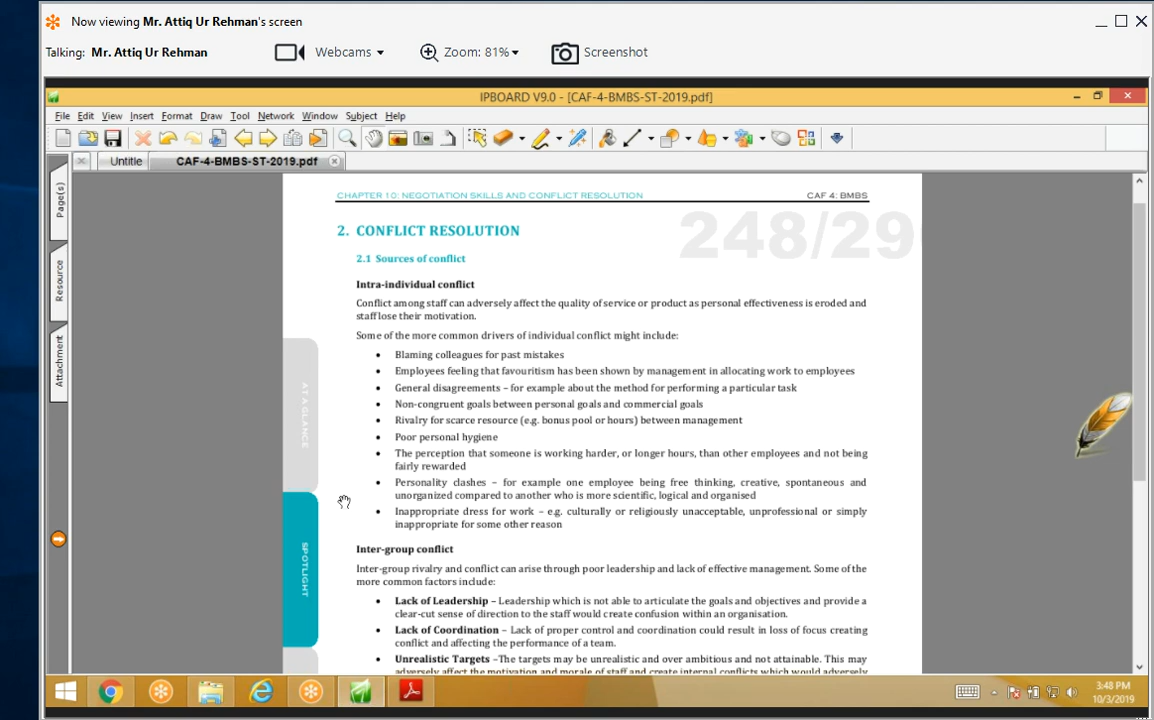 Now viewing Mr. Attiq Ur Rehman's screen
Talking: Mr. Attiq Ur Rehman
Webcams
Zoom: 81%
Screenshot
IPBOARD V9.0 - [CAF-4-BMBS-ST-2019.pdf]
File Edit View Insert Format Draw Tool Network Window Subject Help
Untitle
CAF-4-BMBS-ST-2019.pdf
Page(s)
Resource
Attachment
CHAPTER 10: NEGOTIATION SKILLS AND CONFLICT RESOLUTION
CAF 4: BMBS
248/29
2. CONFLICT RESOLUTION
2.1 Sources of conflict
Intra-individual conflict
Conflict among staff can adversely affect the quality of service or product as personal effectiveness is eroded and
staff lose their motivation.
Some of the more common drivers of individual conflict might include:
• Blaming colleagues for past mistakes
• Employees feeling that favouritism has been shown by management in allocating work to employees
• General disagreements – for example about the method for performing a particular task
• Non-congruent goals between personal goals and commercial goals
• Rivalry for scarce resource (e.g. bonus pool or hours) between management
• Poor personal hygiene
• The perception that someone is working harder, or longer hours, than other employees and not being
fairly rewarded
• Personality clashes – for example one employee being free thinking, creative, spontaneous and
unorganized compared to another who is more scientific, logical and organised
• Inappropriate dress for work – e.g. culturally or religiously unacceptable, unprofessional or simply
inappropriate for some other reason
AT A GLANCE
SPOTLIGHT
Inter-group conflict
Inter-group rivalry and conflict can arise through poor leadership and lack of effective management. Some of the
more common factors include:
• Lack of Leadership – Leadership which is not able to articulate the goals and objectives and provide a
clear-cut sense of direction to the staff would create confusion within an organisation.
• Lack of Coordination – Lack of proper control and coordination could result in loss of focus creating
conflict and affecting the performance of a team.
• Unrealistic Targets –The targets may be unrealistic and over ambitious and not attainable. This may
adversely affect the motivation and morale of staff and create internal conflicts which would adversely
3:48 PM
10/3/2019